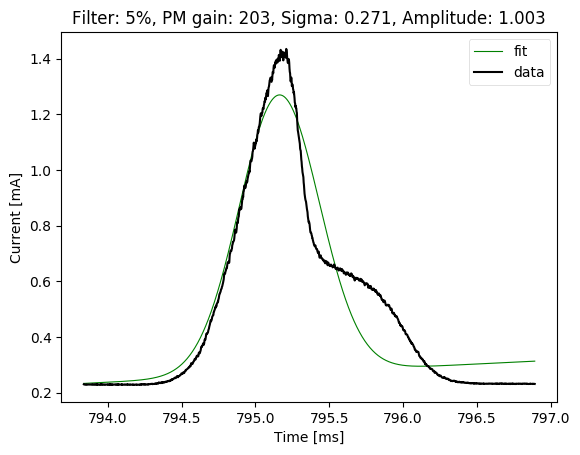 Filter: 5%, PM gain: 203, Sigma: 0.271, Amplitude: 1.003
fit
data
1.4
1.2
1.0
0.8
0.6
0.4
0.2
Current [mA]
794.0 794.5 795.0 795.5 796.0 796.5 797.0
Time [ms]